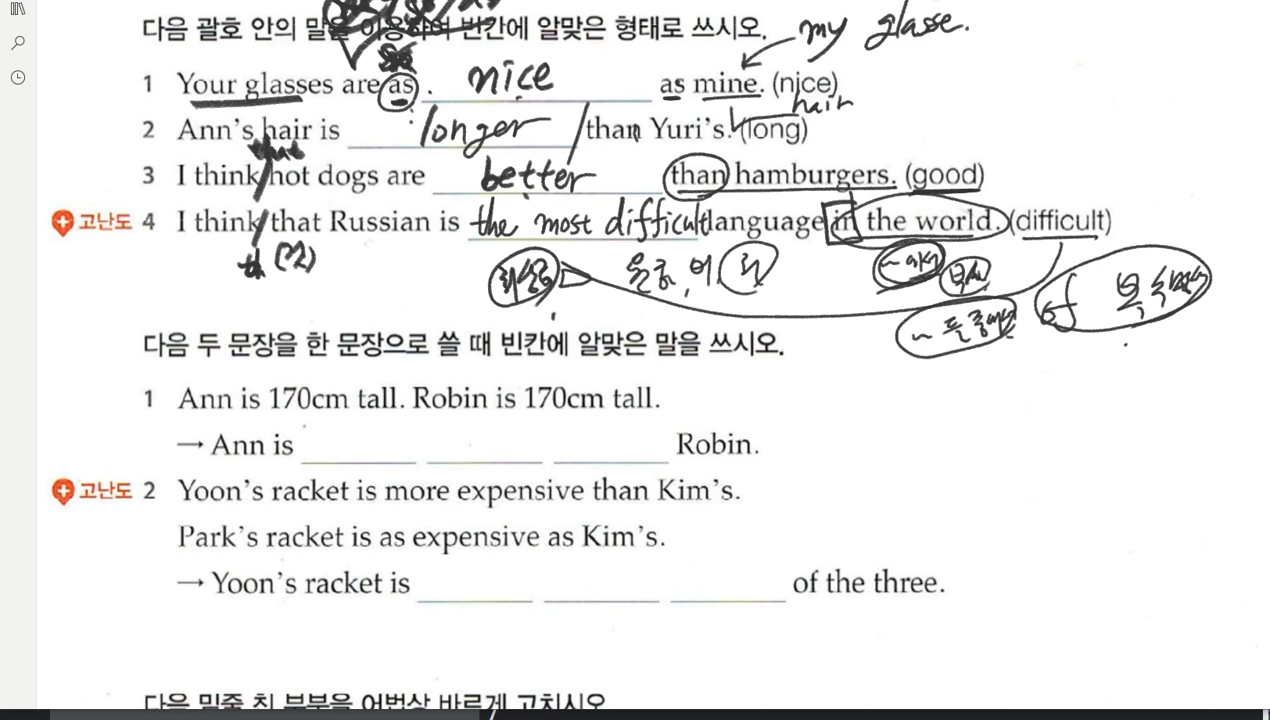 다음 괄호 안의 말을 이용하여 빈칸에 알맞은 형태로 쓰시오.
my glasse.
1 Your glasses are as . nice as mine. (nice)
hair
2 Ann's hair is longer / than Yuri's. (long)
that
3 I think / hot dogs are better than hamburgers. (good)
고난도 4 I think / that Russian is the most difficult language in the world. (difficult)
최상급
~에서
of 복수명사
~들 중에서
다음 두 문장을 한 문장으로 쓸 때 빈칸에 알맞은 말을 쓰시오.
1 Ann is 170cm tall. Robin is 170cm tall.
→ Ann is ___ ___ ___ Robin.
고난도 2 Yoon's racket is more expensive than Kim's.
Park's racket is as expensive as Kim's.
→ Yoon's racket is ___ ___ ___ of the three.
다음 밑줄 친 부분을 어법상 바르게 고치시오